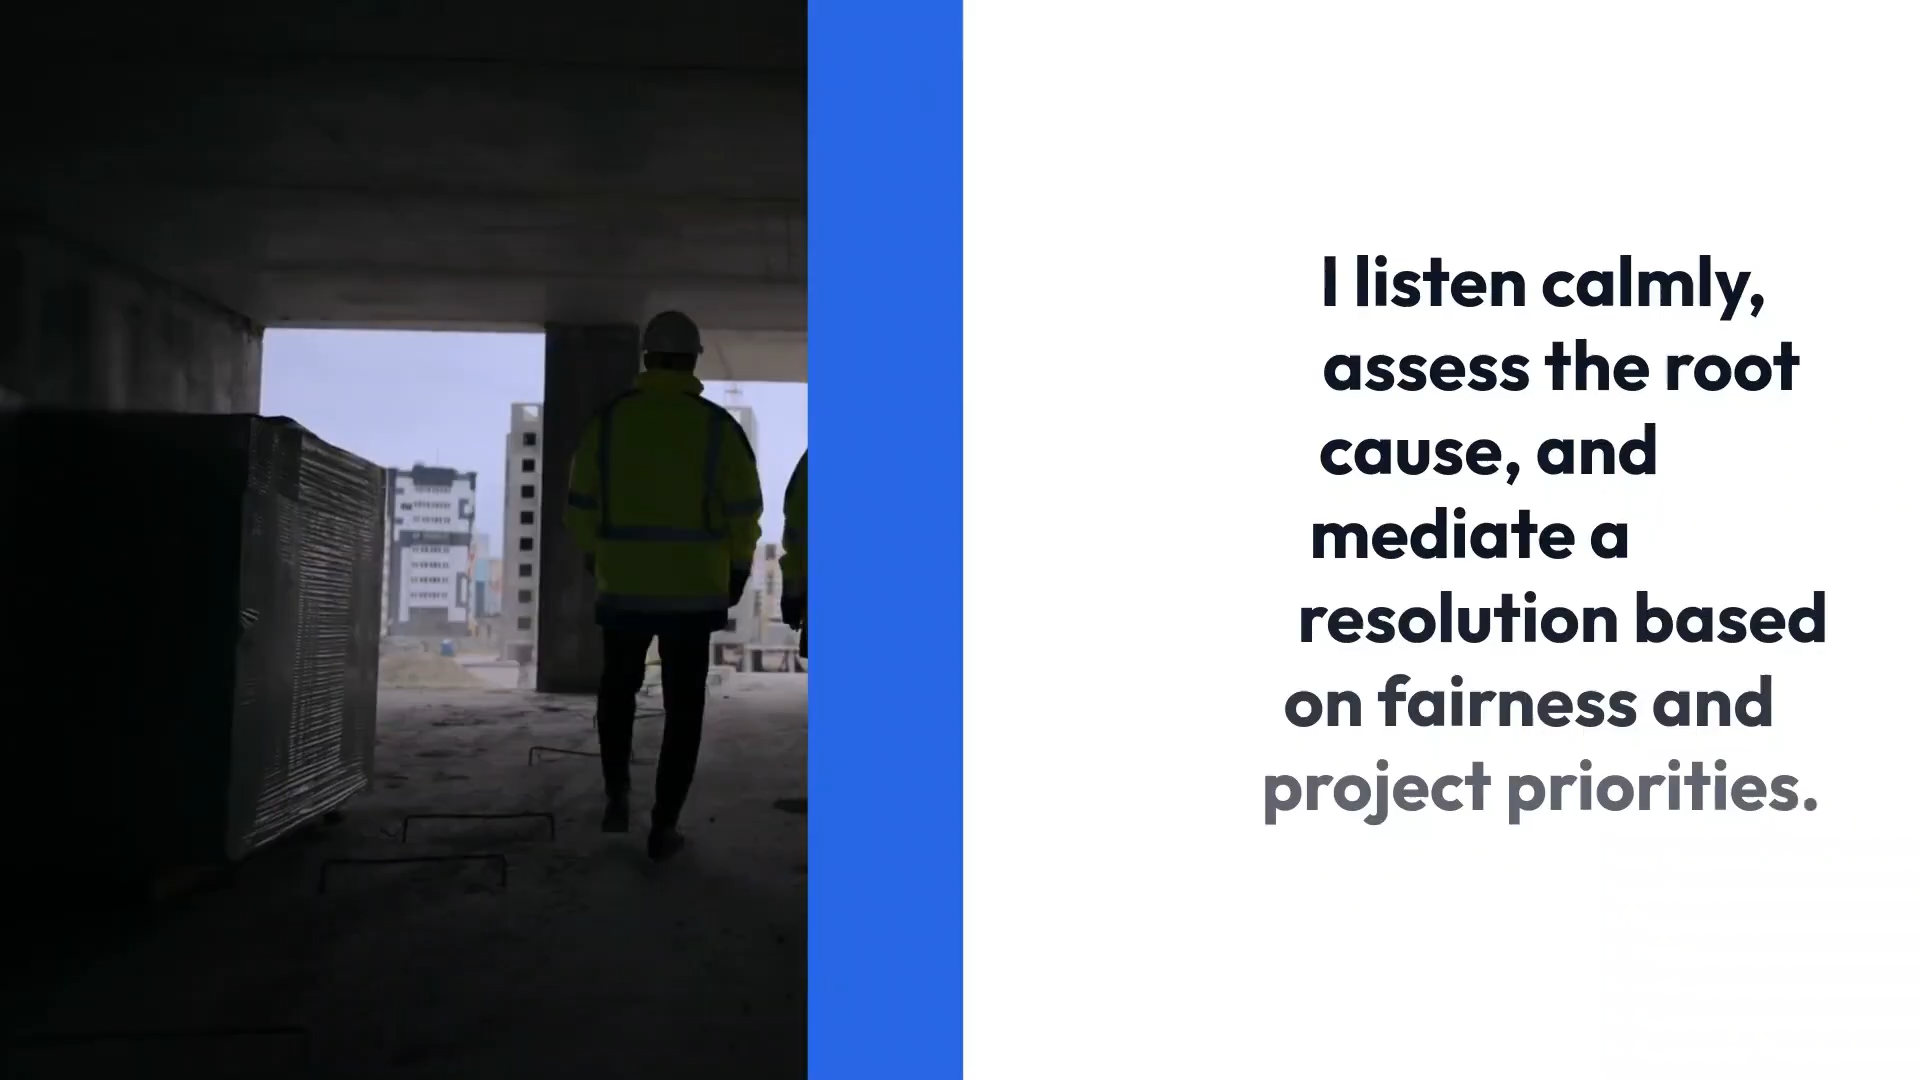 I listen calmly,
assess the root
cause, and
mediate a
resolution based
on fairness and
project priorities.